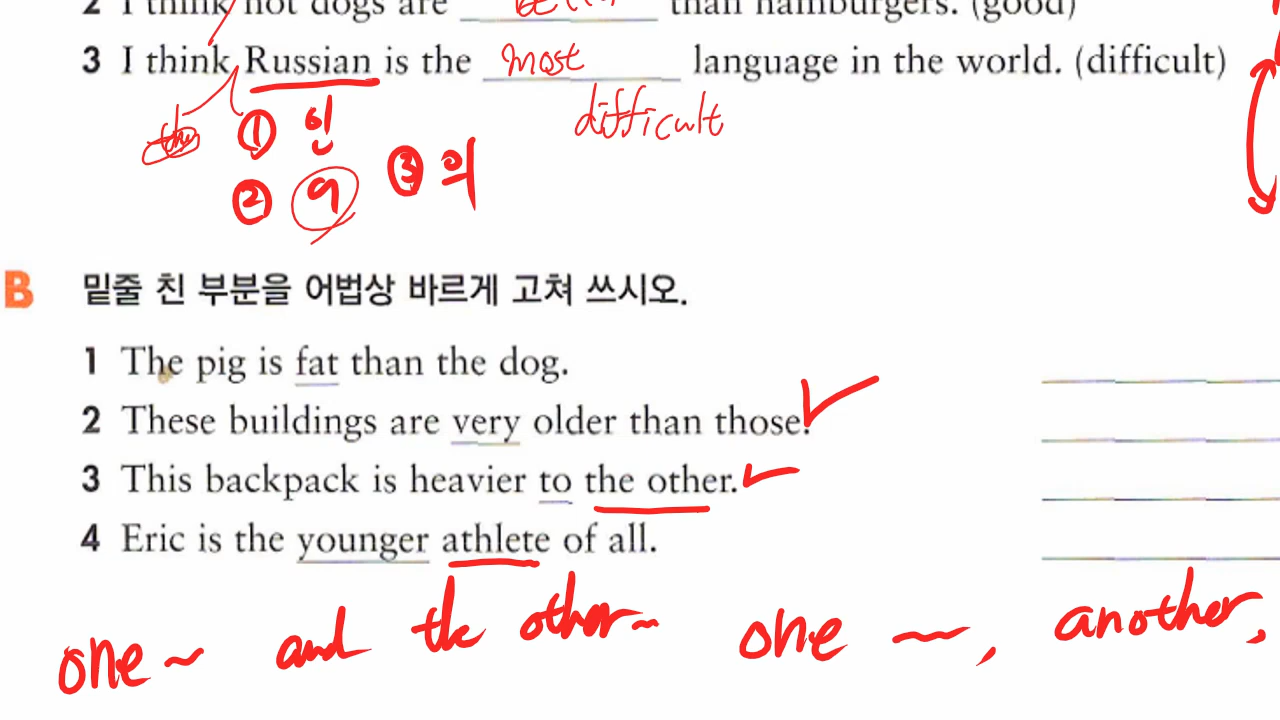 2 I think hot dogs are better than hamburgers. (good)
3 I think Russian is the most language in the world. (difficult)
difficult
the ① 인
② 어 ③ 의
B 밑줄 친 부분을 어법상 바르게 고쳐 쓰시오.
1 The pig is fat than the dog.
2 These buildings are very older than those.
3 This backpack is heavier to the other.
4 Eric is the younger athlete of all.
one~ and the other~ one ~, another,